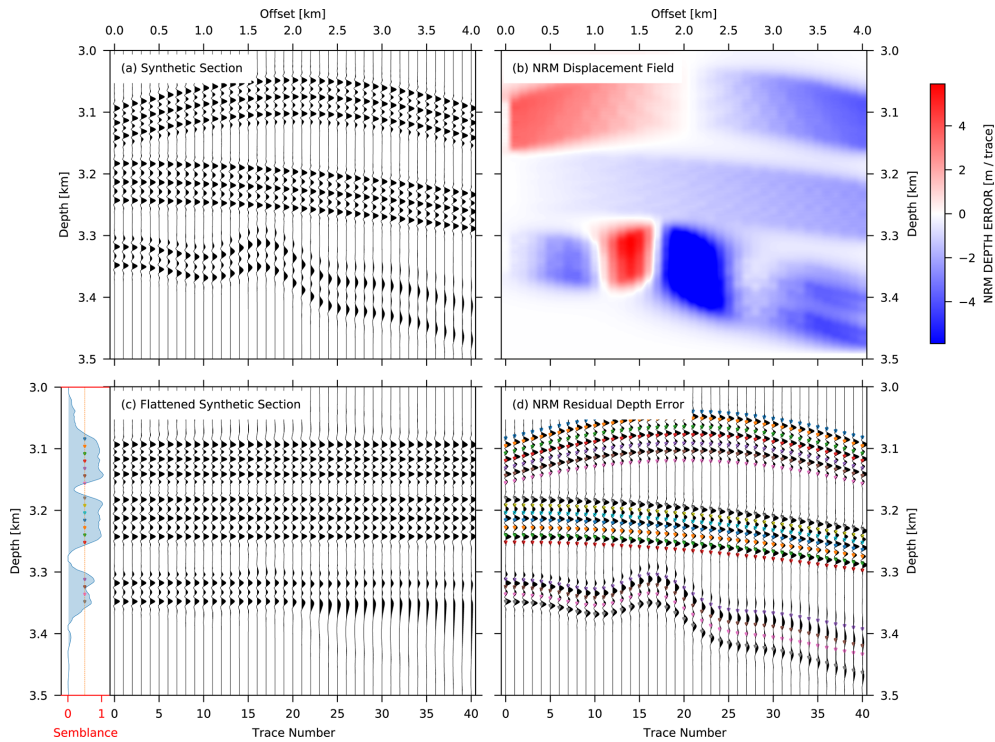 Offset [km]
Offset [km]
0.0 0.5 1.0 1.5 2.0 2.5 3.0 3.5 4.0
0.0 0.5 1.0 1.5 2.0 2.5 3.0 3.5 4.0
(a) Synthetic Section
3.0
3.1
3.2
3.3
3.4
3.5
Depth [km]
(b) NRM Displacement Field
3.0
3.1
3.2
3.3
3.4
3.5
Depth [km]
4
2
0
−2
−4
NRM DEPTH ERROR [m / trace]
(c) Flattened Synthetic Section
3.0
3.1
3.2
3.3
3.4
3.5
Depth [km]
0 1
Semblance
0 5 10 15 20 25 30 35 40
Trace Number
(d) NRM Residual Depth Error
3.0
3.1
3.2
3.3
3.4
3.5
Depth [km]
0 5 10 15 20 25 30 35 40
Trace Number